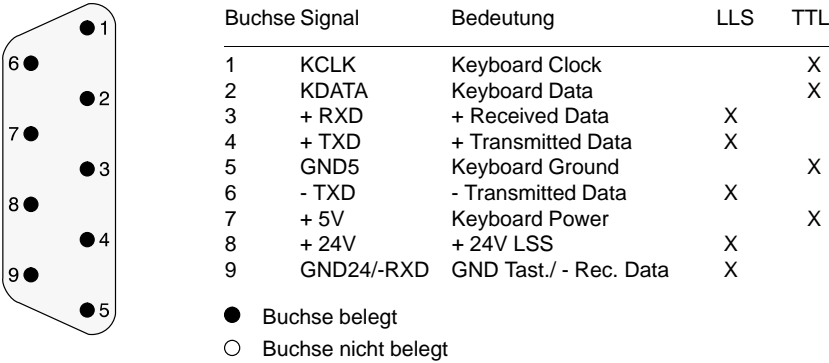 1
6
2
7
3
8
4
9
5
Buchse Signal Bedeutung LLS TTL
1 KCLK Keyboard Clock X
2 KDATA Keyboard Data X
3 + RXD + Received Data X
4 + TXD + Transmitted Data X
5 GND5 Keyboard Ground X
6 - TXD - Transmitted Data X
7 + 5V Keyboard Power X
8 + 24V + 24V LSS X
9 GND24/-RXD GND Tast./ - Rec. Data X
Buchse belegt
Buchse nicht belegt